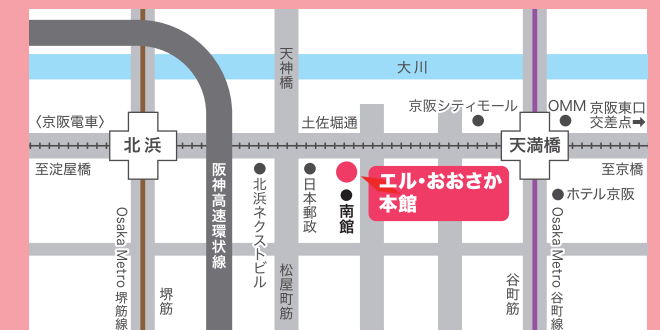 天神橋
大川
〈京阪電車〉
北浜
至淀屋橋
土佐堀通
京阪シティモール
OMM
京阪東口
交差点➡
天満橋
至京橋
阪神高速環状線
北浜ネクストビル
日本郵政
南館
エル・おおさか
本館
ホテル京阪
Osaka Metro 堺筋線
堺筋
松屋町筋
谷町筋
Osaka Metro 谷町線